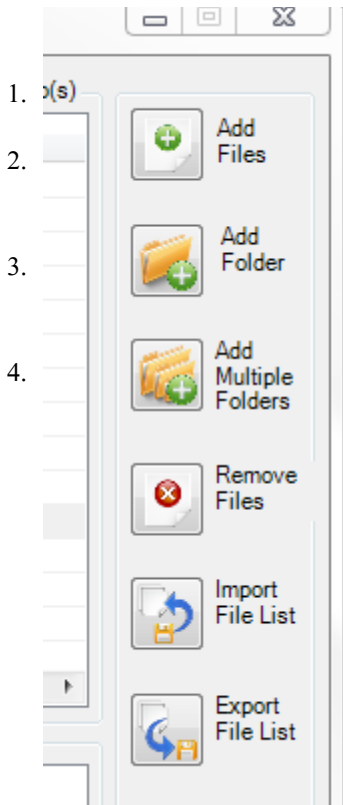 1.
o(s)
Add
Files
2.
Add
Folder
3.
Add
Multiple
Folders
4.
Remove
Files
Import
File List
Export
File List